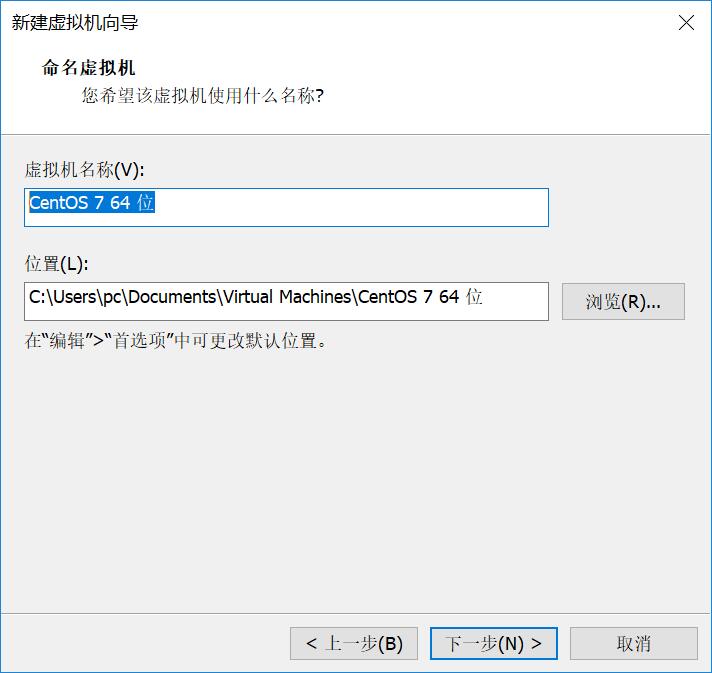 新建虚拟机向导
命名虚拟机
您希望该虚拟机使用什么名称?
虚拟机名称(V):
CentOS 7 64 位
位置(L):
C:\Users\pc\Documents\Virtual Machines\CentOS 7 64 位
浏览(R)...
在“编辑”>“首选项”中可更改默认位置。
< 上一步(B)
下一步(N) >
取消